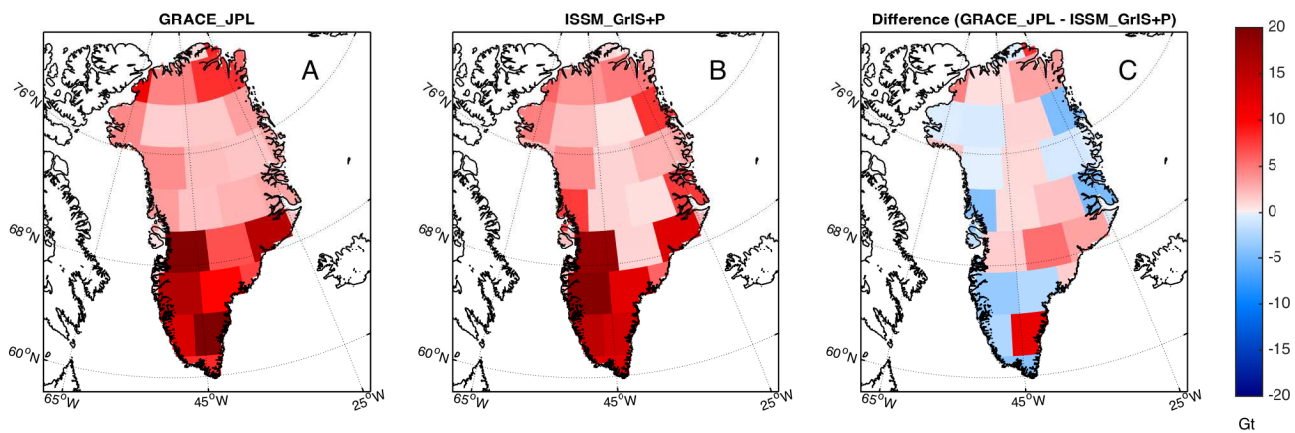 GRACE_JPL
ISSM_GrIS+P
Difference (GRACE_JPL - ISSM_GrIS+P)
A
B
C
76°N
68°N
60°N
65°W
45°W
25°W
76°N
68°N
60°N
65°W
45°W
25°W
76°N
68°N
60°N
65°W
45°W
25°W
20
15
10
5
0
-5
-10
-15
-20
Gt